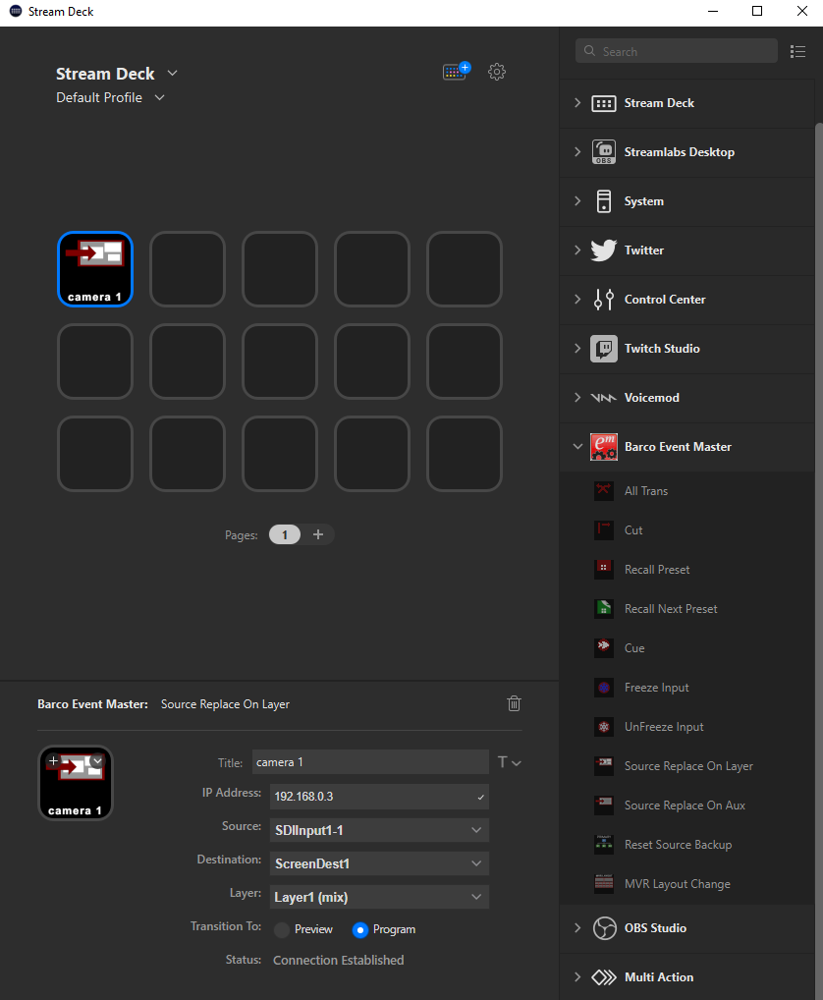 Stream Deck
Stream Deck
Default Profile
camera 1
Pages:
1
Barco Event Master: Source Replace On Layer
camera 1
Title: camera 1
T
IP Address: 192.168.0.3
Source: SDIInput1-1
Destination: ScreenDest1
Layer: Layer1 (mix)
Transition To: Preview Program
Status: Connection Established
Search
Stream Deck
OBS
Streamlabs Desktop
System
Twitter
Control Center
Twitch Studio
Voicemod
em
Barco Event Master
All Trans
Cut
Recall Preset
Recall Next Preset
Cue
Freeze Input
UnFreeze Input
Source Replace On Layer
Source Replace On Aux
Reset Source Backup
MVR Layout Change
OBS Studio
Multi Action